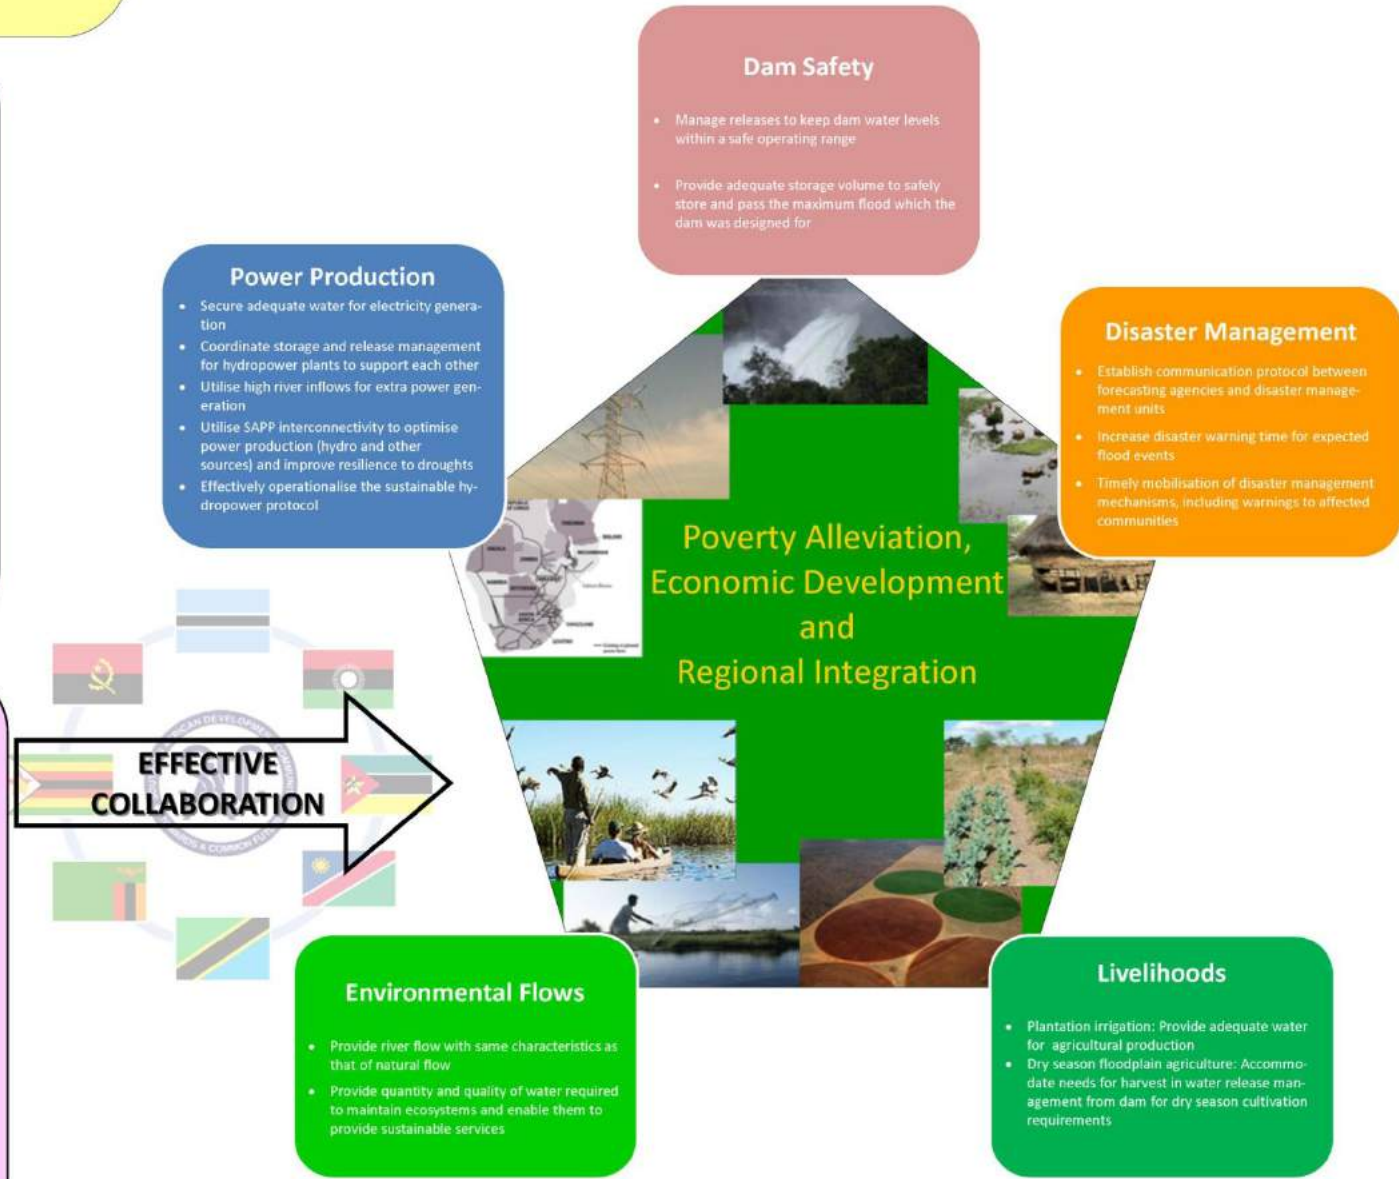 Dam Safety
• Manage releases to keep dam water levels
within a safe operating range
• Provide adequate storage volume to safely
store and pass the maximum flood which the
dam was designed for
Power Production
• Secure adequate water for electricity genera-
tion
• Coordinate storage and release management
for hydropower plants to support each other
• Utilise high river inflows for extra power gen-
eration
• Utilise SAPP interconnectivity to optimise
power production (hydro and other
sources) and improve resilience to droughts
• Effectively operationalise the sustainable hy-
dropower protocol
Disaster Management
• Establish communication protocol between
forecasting agencies and disaster manage-
ment units
• Increase disaster warning time for expected
flood events
• Timely mobilisation of disaster management
mechanisms, including warnings to affected
communities
Poverty Alleviation,
Economic Development
and
Regional Integration
EFFECTIVE
COLLABORATION
Environmental Flows
• Provide river flow with same characteristics as
that of natural flow
• Provide quantity and quality of water required
to maintain ecosystems and enable them to
provide sustainable services
Livelihoods
• Plantation irrigation: Provide adequate water
for agricultural production
• Dry season floodplain agriculture: Accommo-
date needs for harvest in water release man-
agement from dam for dry season cultivation
requirements